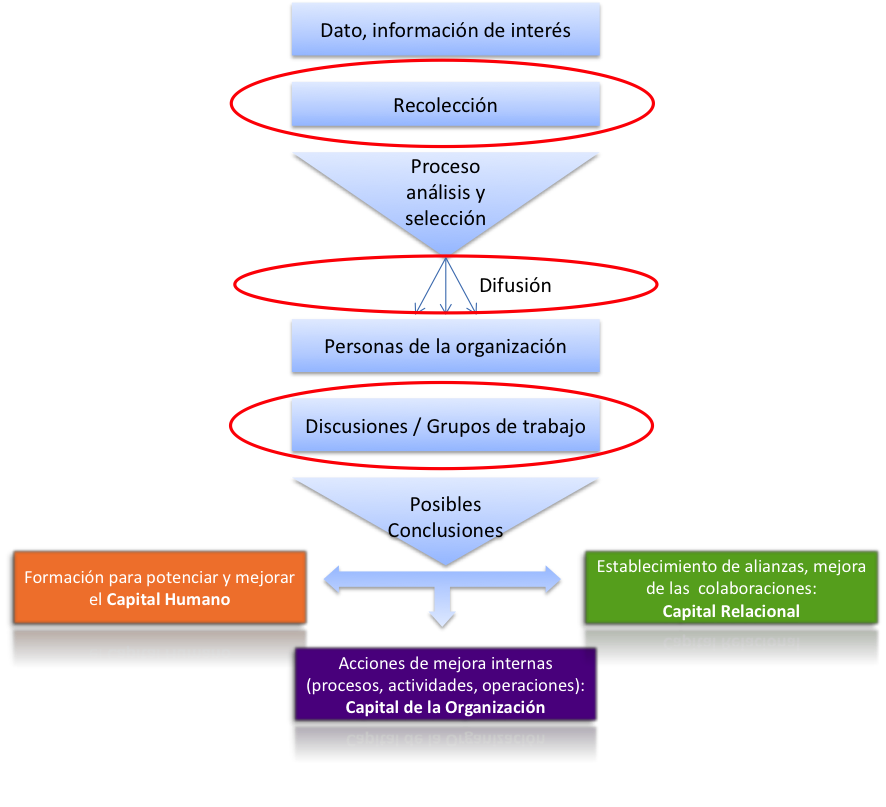 Dato, información de interés
Recolección
Proceso
análisis y
selección
Difusión
Personas de la organización
Discusiones / Grupos de trabajo
Posibles
Conclusiones
Formación para potenciar y mejorar
el Capital Humano
Establecimiento de alianzas, mejora
de las colaboraciones:
Capital Relacional
Acciones de mejora internas
(procesos, actividades, operaciones):
Capital de la Organización